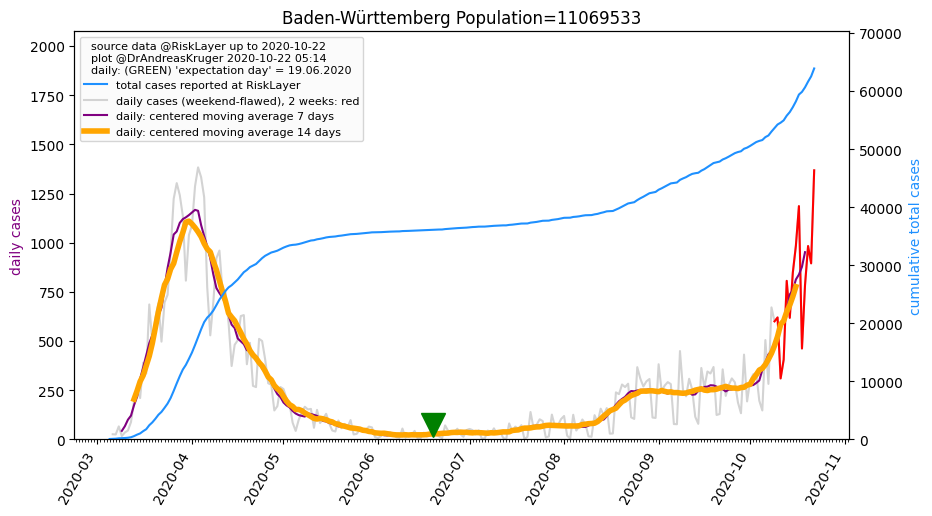 Baden-Württemberg Population=11069533
source data @RiskLayer up to 2020-10-22
plot @DrAndreasKruger 2020-10-22 05:14
daily: (GREEN) 'expectation day' = 19.06.2020
total cases reported at RiskLayer
daily cases (weekend-flawed), 2 weeks: red
daily: centered moving average 7 days
daily: centered moving average 14 days
daily cases
2000
1750
1500
1250
1000
750
500
250
0
70000
60000
50000
40000
30000
20000
10000
0
cumulative total cases
2020-03
2020-04
2020-05
2020-06
2020-07
2020-08
2020-09
2020-10
2020-11